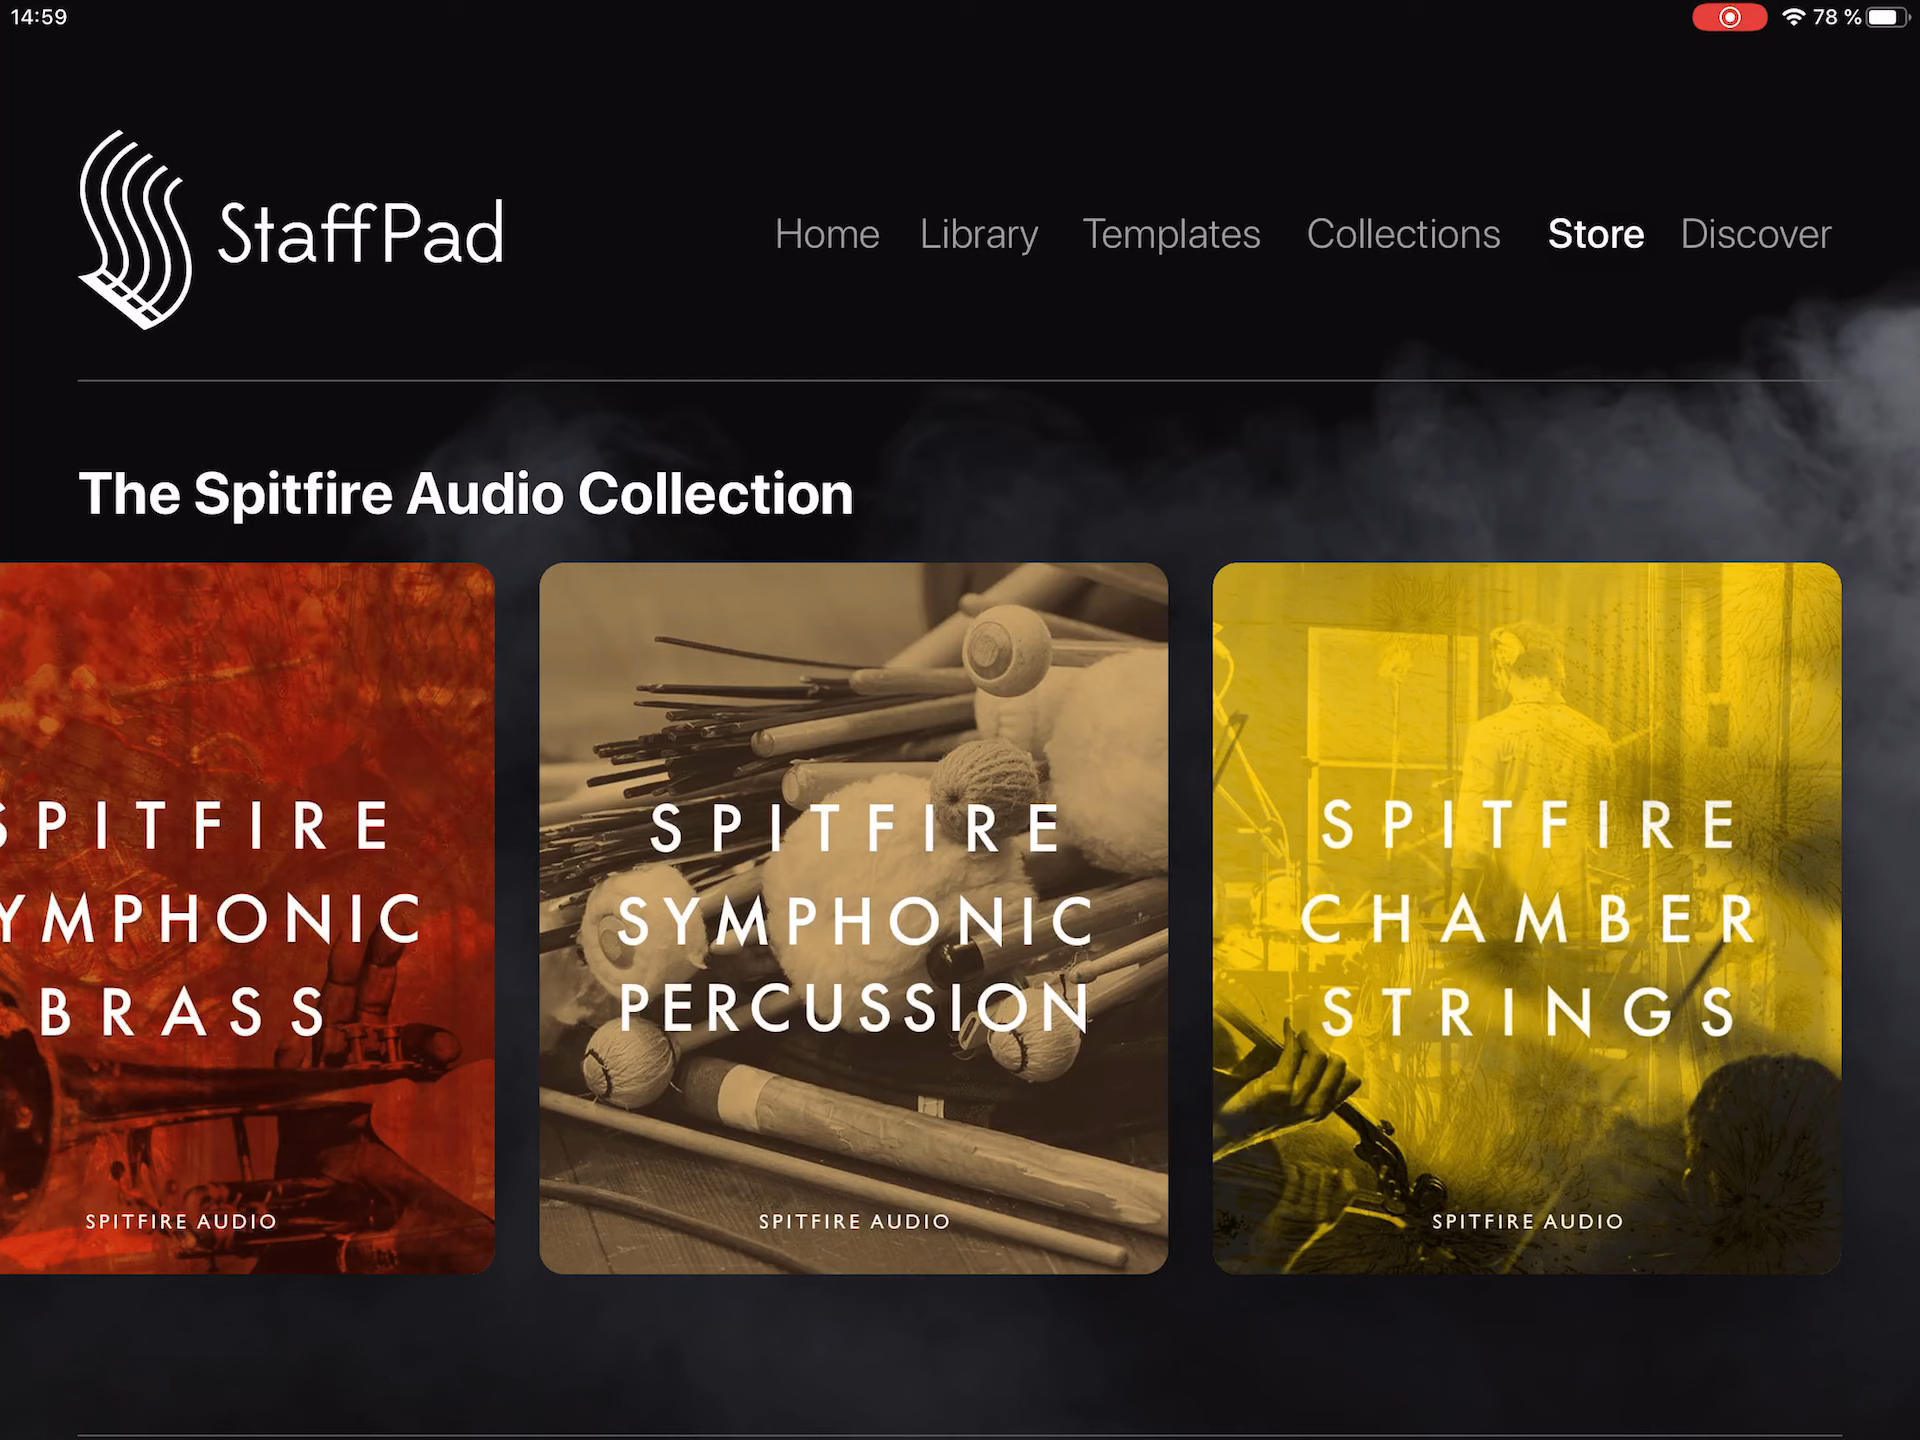 14:59
78 %
StaffPad
Home Library Templates Collections Store Discover
The Spitfire Audio Collection
SPITFIRE
YMPHONIC
BRASS
SPITFIRE AUDIO
SPITFIRE
SYMPHONIC
PERCUSSION
SPITFIRE AUDIO
SPITFIRE
CHAMBER
STRINGS
SPITFIRE AUDIO